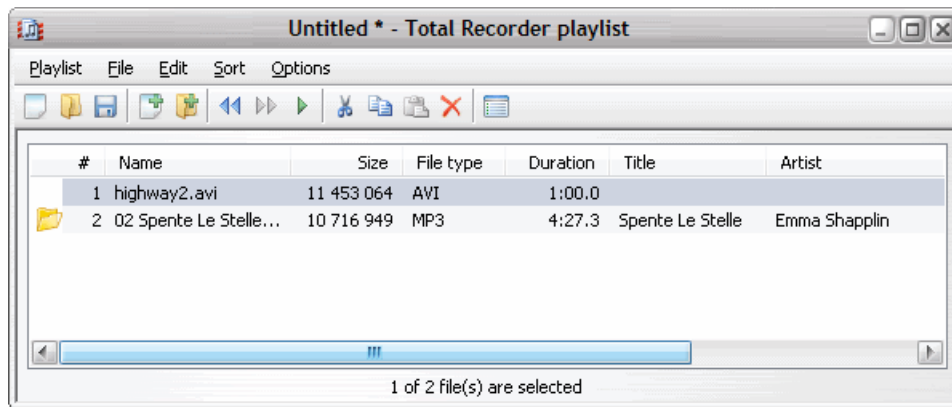 Untitled * - Total Recorder playlist
Playlist File Edit Sort Options
# Name Size File type Duration Title Artist
1 highway2.avi 11 453 064 AVI 1:00.0
2 02 Spente Le Stelle... 10 716 949 MP3 4:27.3 Spente Le Stelle Emma Shapplin
1 of 2 file(s) are selected